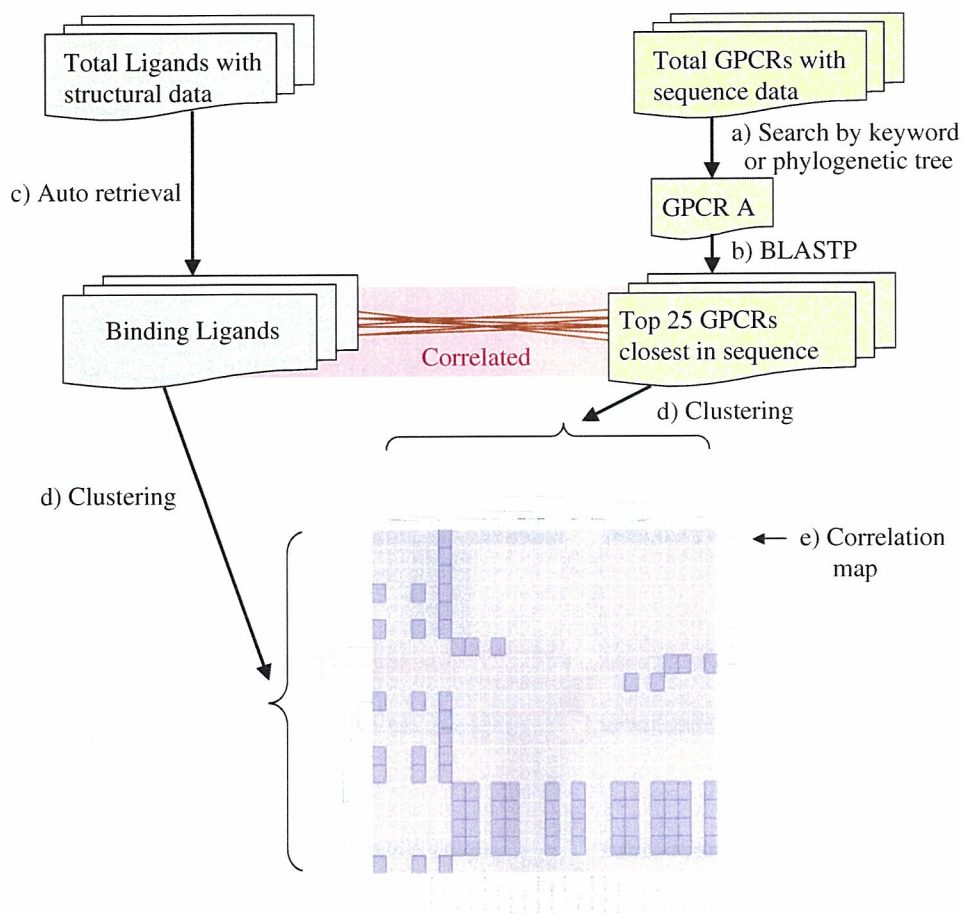 Total Ligands with
structural data
Total GPCRs with
sequence data
a) Search by keyword
or phylogenetic tree
c) Auto retrieval
GPCR A
b) BLASTP
Binding Ligands
Top 25 GPCRs
closest in sequence
Correlated
d) Clustering
d) Clustering
e) Correlation
map